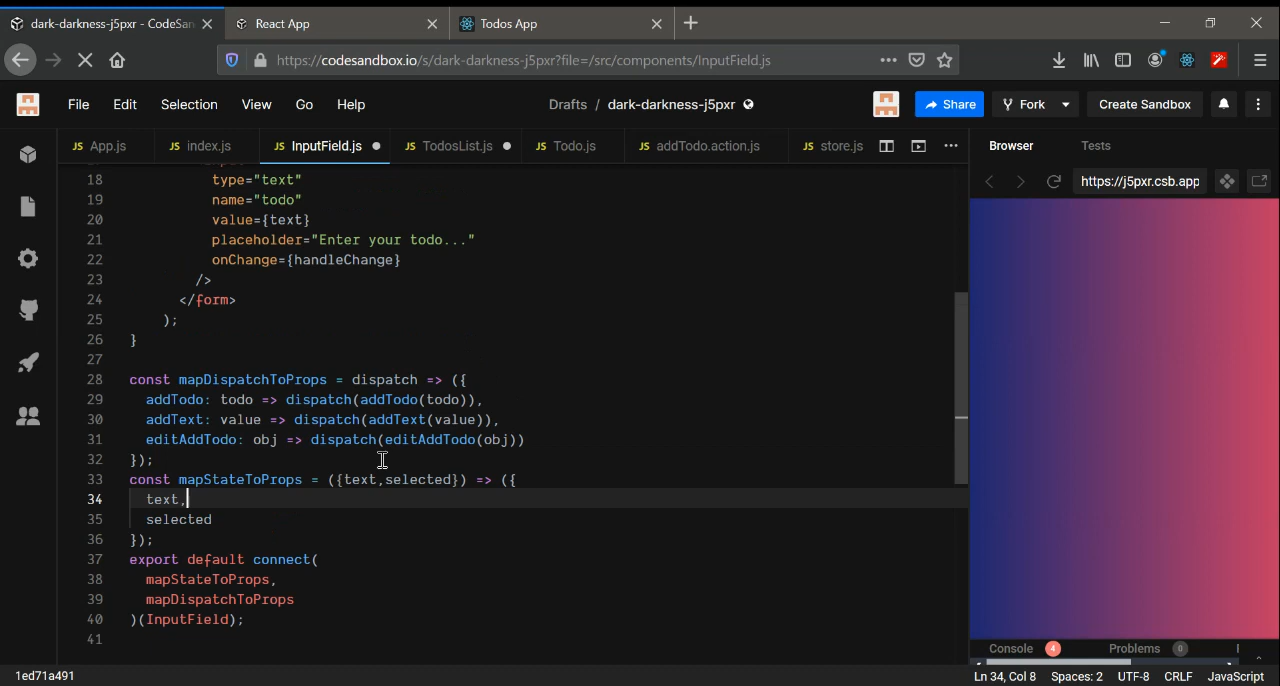 dark-darkness-j5pxr - CodeSan
React App
Todos App
https://codesandbox.io/s/dark-darkness-j5pxr?file=/src/components/InputField.js
File Edit Selection View Go Help
Drafts / dark-darkness-j5pxr
Share
Fork
Create Sandbox
JS App.js
JS index.js
JS InputField.js
JS TodosList.js
JS Todo.js
JS addTodo.action.js
JS store.js
Browser
Tests
https://j5pxr.csb.app
18 type="text"
19 name="todo"
20 value={text}
21 placeholder="Enter your todo..."
22 onChange={handleChange}
23 />
24 </form>
25 );
26 }
27
28 const mapDispatchToProps = dispatch => ({
29 addTodo: todo => dispatch(addTodo(todo)),
30 addText: value => dispatch(addText(value)),
31 editAddTodo: obj => dispatch(editAddTodo(obj))
32 });
33 const mapStateToProps = ({text,selected}) => ({
34 text,
35 selected
36 });
37 export default connect(
38 mapStateToProps,
39 mapDispatchToProps
40 )(InputField);
41
Console 4
Problems 0
1ed71a491
Ln 34, Col 8 Spaces: 2 UTF-8 CRLF JavaScript